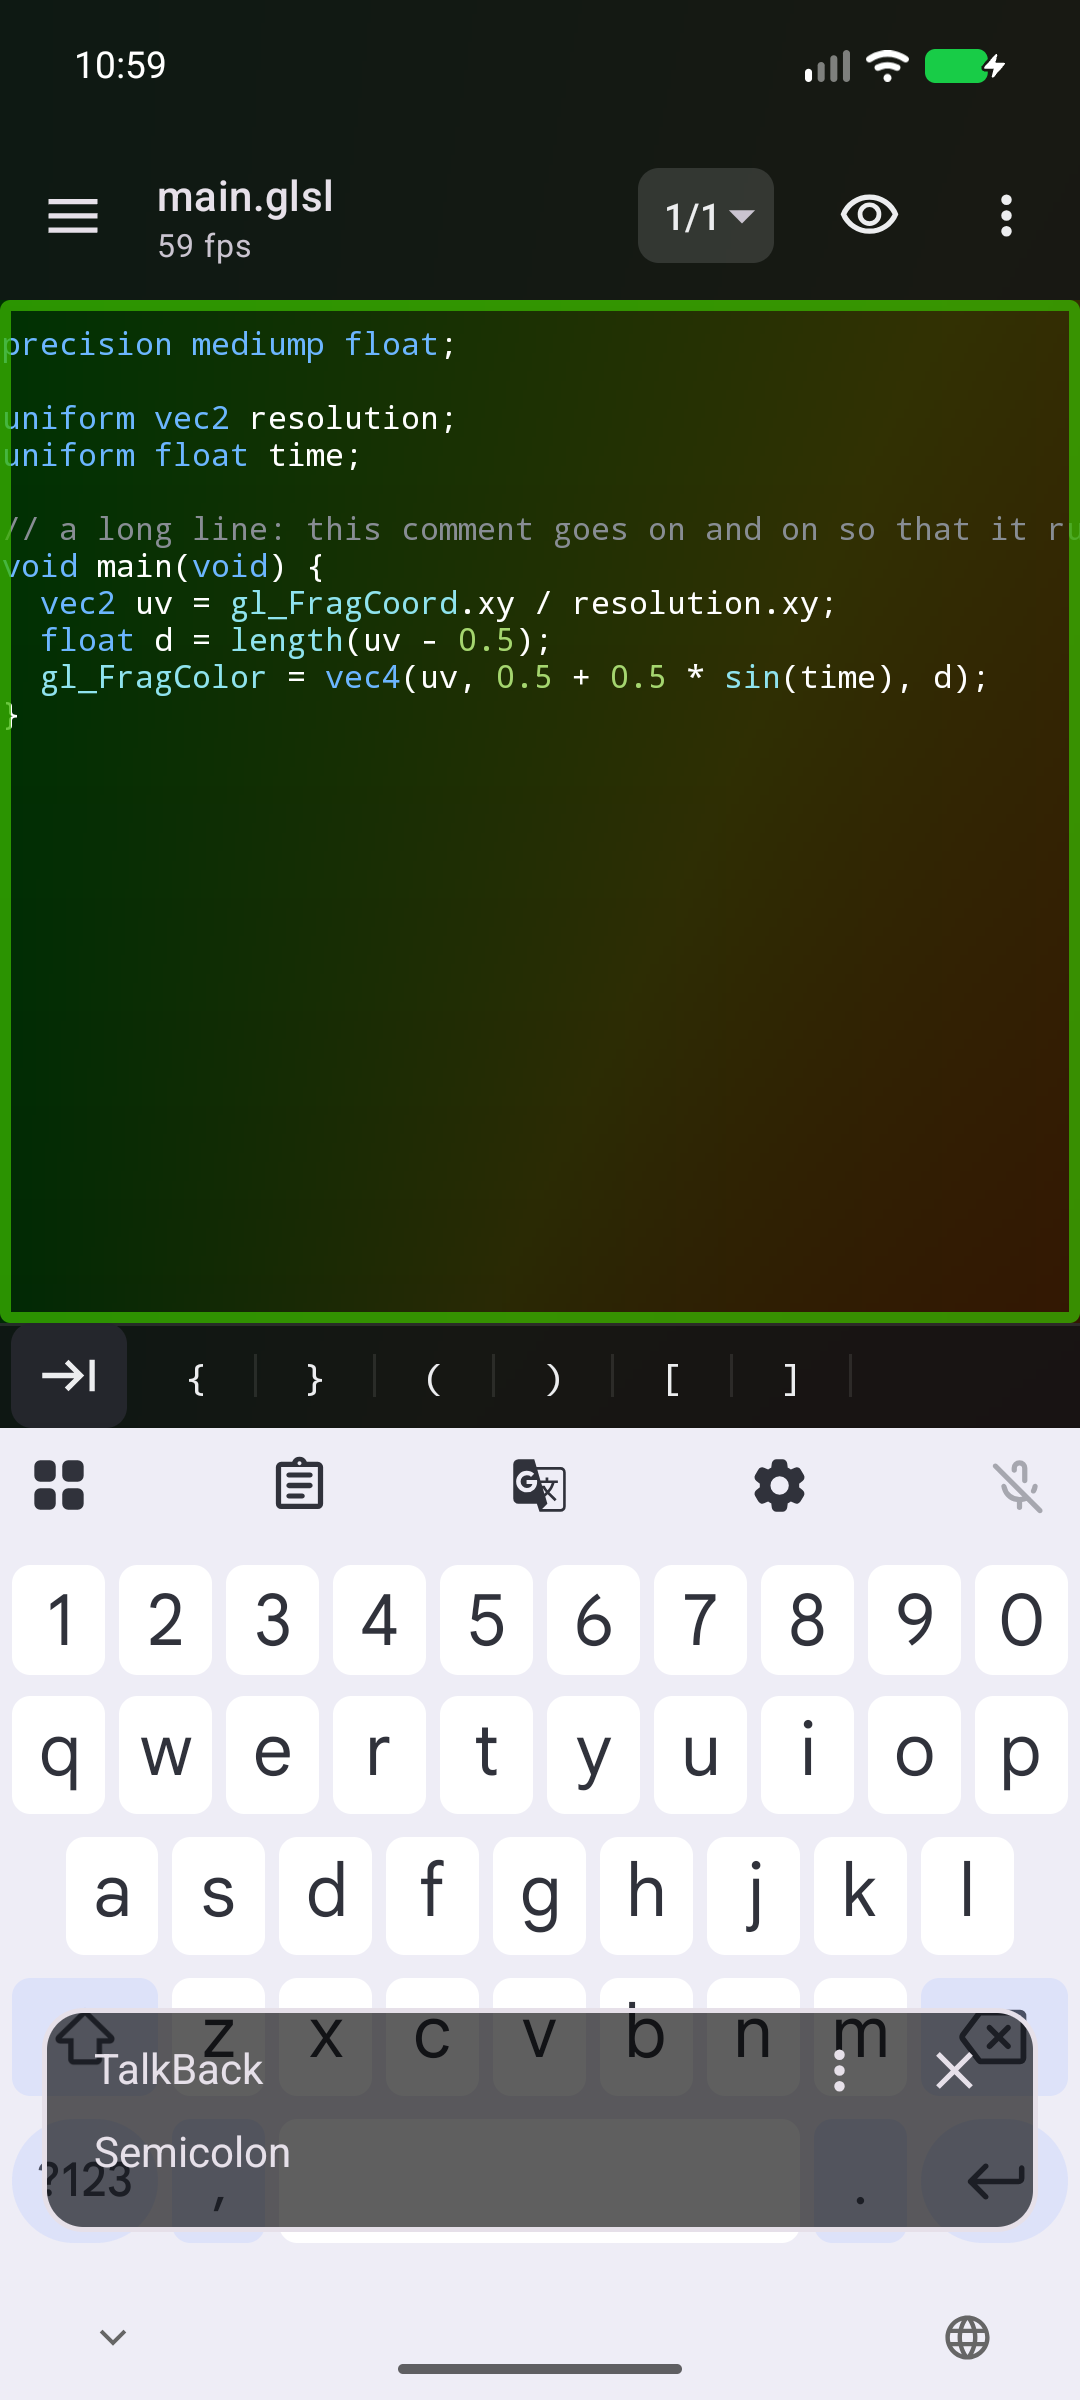 10:59
main.glsl
59 fps
1/1
precision mediump float;
uniform vec2 resolution;
uniform float time;
// a long line: this comment goes on and on so that it ru
void main(void) {
  vec2 uv = gl_FragCoord.xy / resolution.xy;
  float d = length(uv - 0.5);
  gl_FragColor = vec4(uv, 0.5 + 0.5 * sin(time), d);
}
{ } ( ) [ ]
G 文
1 2 3 4 5 6 7 8 9 0
q w e r t y u i o p
a s d f g h j k l
z x c v b n m
TalkBack
Semicolon
?123 , .